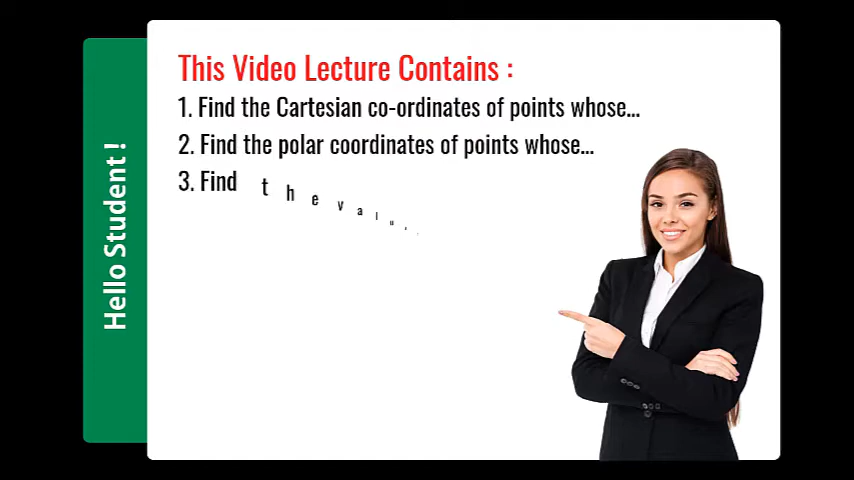 Hello Student !
This Video Lecture Contains :
1. Find the Cartesian co-ordinates of points whose...
2. Find the polar coordinates of points whose...
3. Find the valu